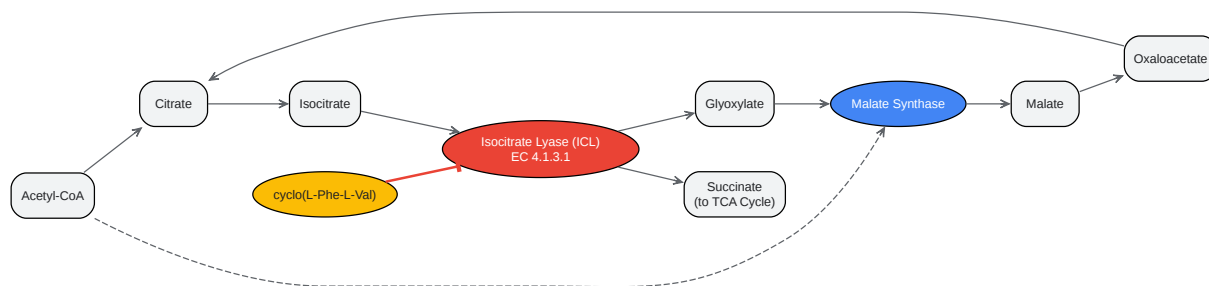 Oxaloacetate
Citrate
Isocitrate
Glyoxylate
Malate Synthase
Malate
Isocitrate Lyase (ICL)
EC 4.1.3.1
Acetyl-CoA
cyclo(L-Phe-L-Val)
Succinate
(to TCA Cycle)